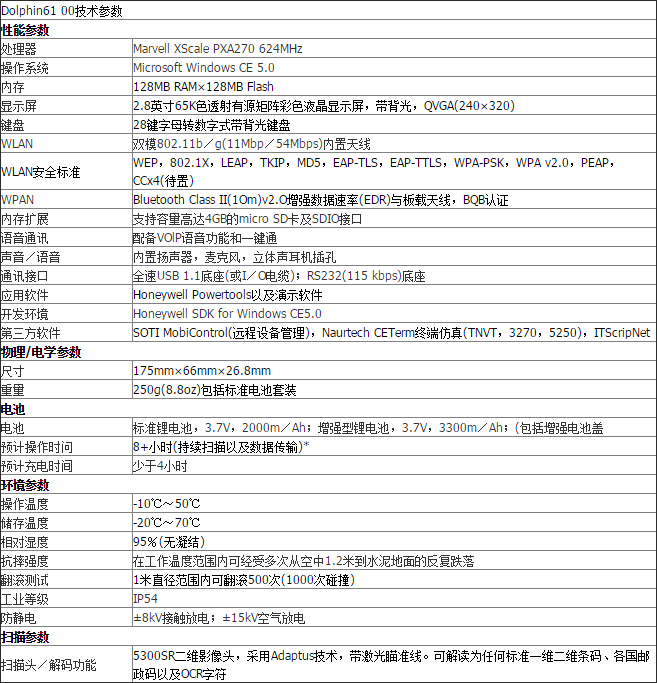 Dolphin61 00技术参数
性能参数
处理器 Marvell XScale PXA270 624MHz
操作系统 Microsoft Windows CE 5.0
内存 128MB RAM×128MB Flash
显示屏 2.8英寸65K色透射有源矩阵彩色液晶显示屏，带背光，QVGA(240×320)
键盘 28键字母转数字式带背光键盘
WLAN 双模802.11b／g(11Mbp／54Mbps)内置天线
WLAN安全标准 WEP，802.1X，LEAP，TKIP，MD5，EAP-TLS，EAP-TTLS，WPA-PSK，WPA v2.0，PEAP，
CCx4(待置)
WPAN Bluetooth Class II(1Om)v2.O增强数据速率(EDR)与板载天线，BQB认证
内存扩展 支持容量高达4GB的micro SD卡及SDIO接口
语音通讯 配备VOlP语音功能和一键通
声音／语音 内置扬声器，麦克风，立体声耳机插孔
通讯接口 全速USB 1.1底座(或I／O电缆)；RS232(115 kbps)底座
应用软件 Honeywell Powertools以及演示软件
开发环境 Honeywell SDK for Windows CE5.0
第三方软件 SOTI MobiControl(远程设备管理)，Naurtech CETerm终端仿真(TNVT，3270，5250)，ITScripNet
物理/电学参数
尺寸 175mm×66mm×26.8mm
重量 250g(8.8oz)包括标准电池套装
电池
电池 标准锂电池，3.7V，2000m／Ah；增强型锂电池，3.7V，3300m／Ah；(包括增强电池盖
预计操作时问 8+小时(持续扫描以及数据传输)*
预计充电时间 少于4小时
环境参数
操作温度 -10℃～50℃
储存温度 -20℃～70℃
相对湿度 95％(无凝结)
抗摔强度 在工作温度范围内可经受多次从空中1.2米到水泥地面的反复跌落
翻滚测试 1米直径范围内可翻滚500次(1000次碰撞)
工业等级 IP54
防静电 ±8kV接触放电；±15kV空气放电
扫描参数
扫描头／解码功能 5300SR二维影像头，采用Adaptus技术，带激光瞄准线。可解读为任何标准一维二维条码、各国邮
政码以及OCR字符